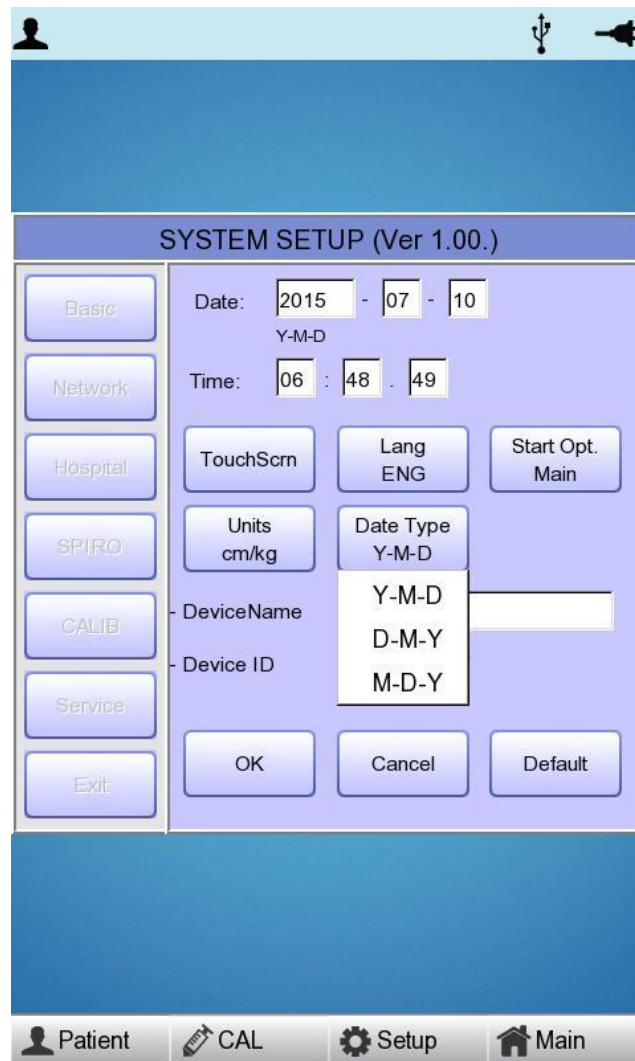 SYSTEM SETUP (Ver 1.00.)
Basic
Network
Hospital
SPIRO
CALIB
Service
Exit
Date: 2015 - 07 - 10
Y-M-D
Time: 06 : 48 . 49
TouchScrn
Lang
ENG
Start Opt.
Main
Units
cm/kg
Date Type
Y-M-D
Y-M-D
D-M-Y
M-D-Y
- DeviceName
- Device ID
OK Cancel Default
Patient CAL Setup Main